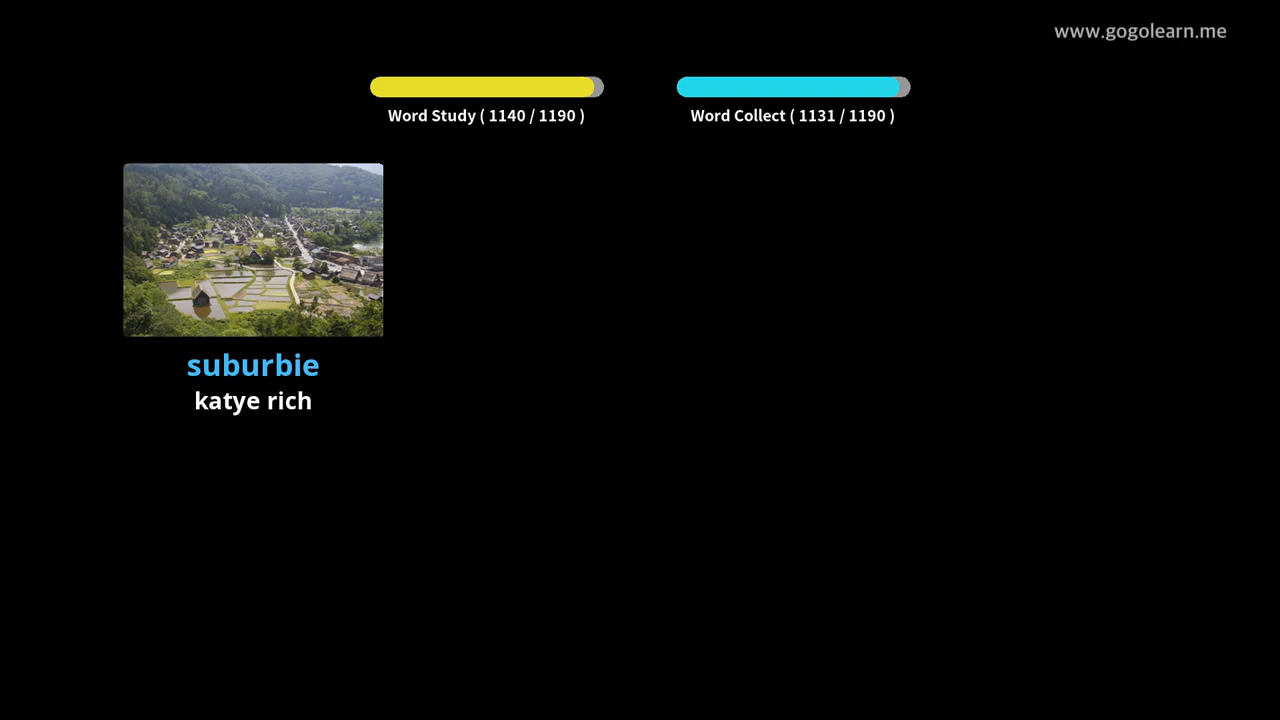 www.gogolearn.me
Word Study ( 1140 / 1190 )
Word Collect ( 1131 / 1190 )
suburbie
katye rich